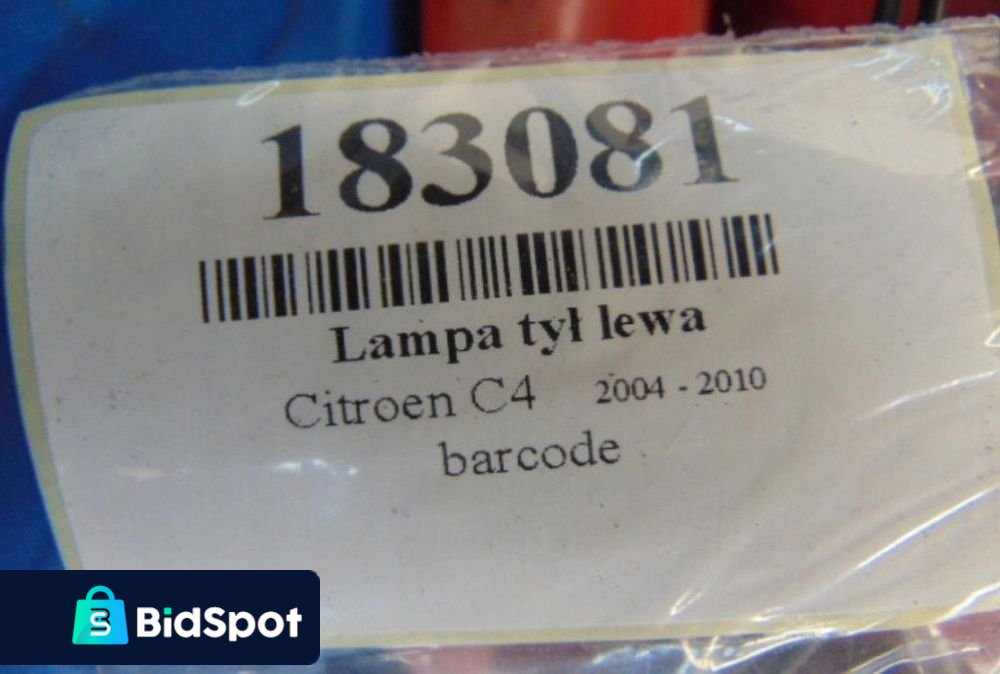 183081
Lampa tył lewa
Citroen C4 2004 - 2010
barcode
BidSpot